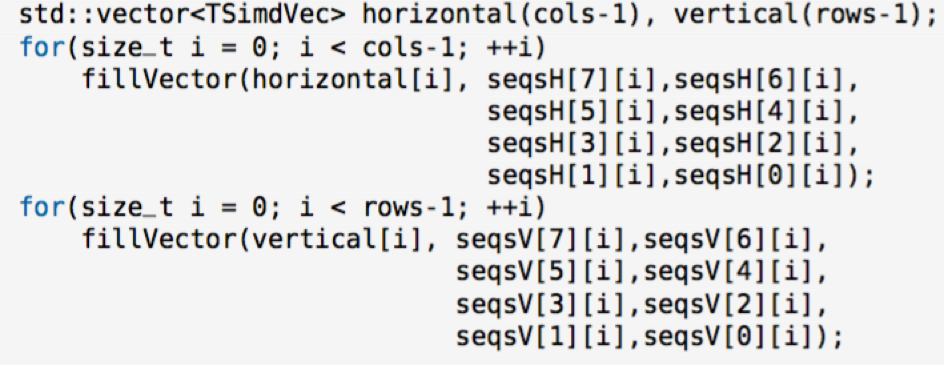 std::vector<TSimdVec> horizontal(cols-1), vertical(rows-1);
for(size_t i = 0; i < cols-1; ++i)
    fillVector(horizontal[i], seqsH[7][i],seqsH[6][i],
                              seqsH[5][i],seqsH[4][i],
                              seqsH[3][i],seqsH[2][i],
                              seqsH[1][i],seqsH[0][i]);
for(size_t i = 0; i < rows-1; ++i)
    fillVector(vertical[i], seqsV[7][i],seqsV[6][i],
                            seqsV[5][i],seqsV[4][i],
                            seqsV[3][i],seqsV[2][i],
                            seqsV[1][i],seqsV[0][i]);